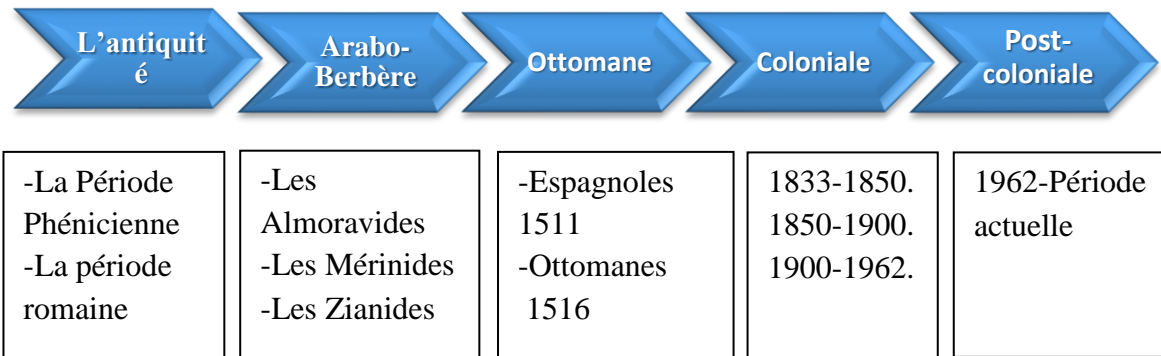 L'antiquit
é
Arabo-
Berbère
Ottomane
Coloniale
Post-
coloniale
-La Période
Phénicienne
-La période
romaine
-Les
Almoravides
-Les Mérinides
-Les Zianides
-Espagnoles
1511
-Ottomanes
1516
1833-1850.
1850-1900.
1900-1962.
1962-Période
actuelle